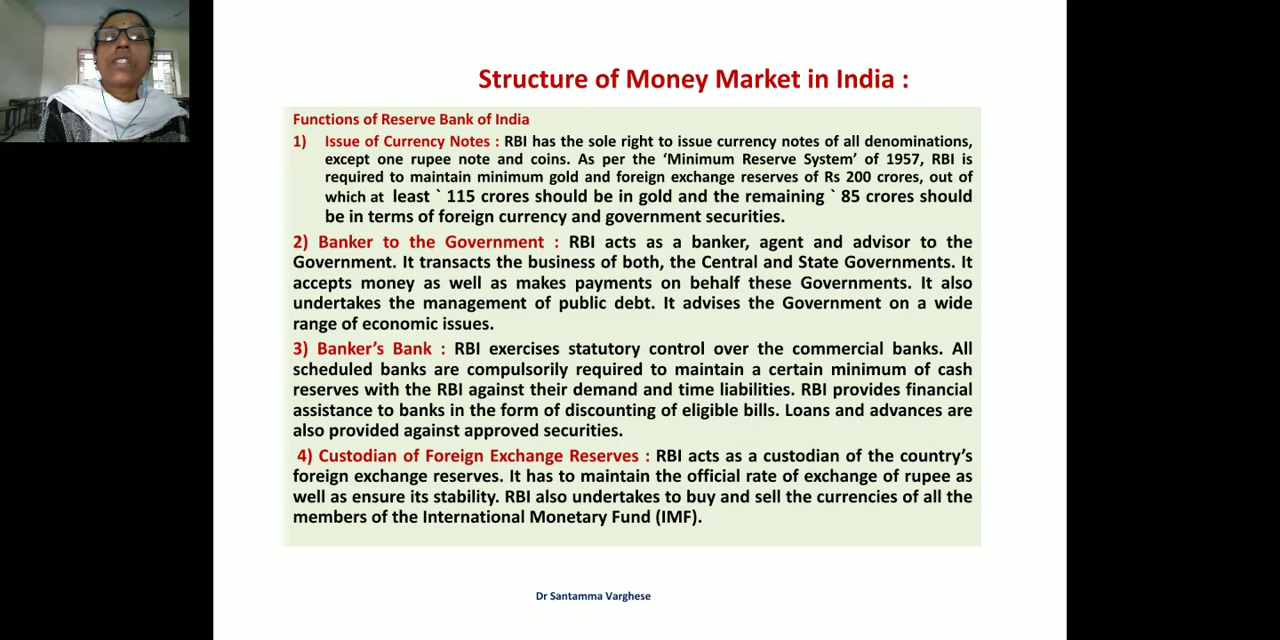 Structure of Money Market in India :
Functions of Reserve Bank of India
1) Issue of Currency Notes : RBI has the sole right to issue currency notes of all denominations,
except one rupee note and coins. As per the ‘Minimum Reserve System’ of 1957, RBI is
required to maintain minimum gold and foreign exchange reserves of Rs 200 crores, out of
which at least ` 115 crores should be in gold and the remaining ` 85 crores should
be in terms of foreign currency and government securities.
2) Banker to the Government : RBI acts as a banker, agent and advisor to the
Government. It transacts the business of both, the Central and State Governments. It
accepts money as well as makes payments on behalf these Governments. It also
undertakes the management of public debt. It advises the Government on a wide
range of economic issues.
3) Banker’s Bank : RBI exercises statutory control over the commercial banks. All
scheduled banks are compulsorily required to maintain a certain minimum of cash
reserves with the RBI against their demand and time liabilities. RBI provides financial
assistance to banks in the form of discounting of eligible bills. Loans and advances are
also provided against approved securities.
4) Custodian of Foreign Exchange Reserves : RBI acts as a custodian of the country’s
foreign exchange reserves. It has to maintain the official rate of exchange of rupee as
well as ensure its stability. RBI also undertakes to buy and sell the currencies of all the
members of the International Monetary Fund (IMF).
Dr Santamma Varghese